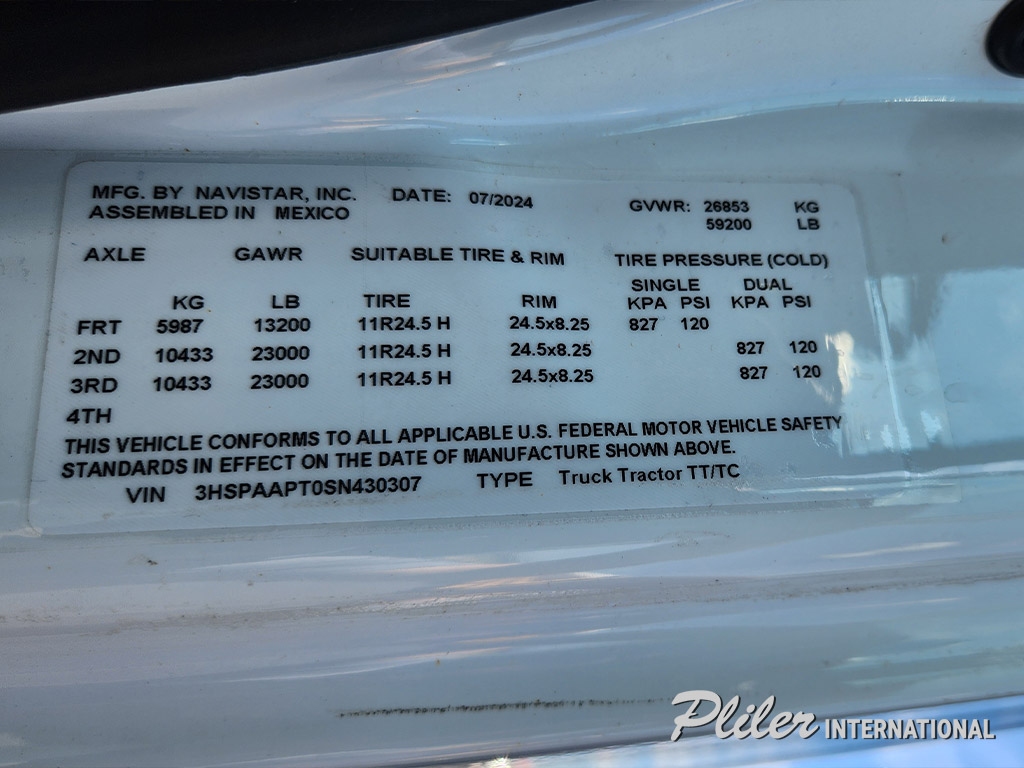 MFG. BY NAVISTAR, INC. DATE: 07/2024 GVWR: 26853 KG
ASSEMBLED IN MEXICO 59200 LB
AXLE GAWR SUITABLE TIRE & RIM TIRE PRESSURE (COLD)
SINGLE DUAL
KG LB TIRE RIM KPA PSI KPA PSI
FRT 5987 13200 11R24.5 H 24.5x8.25 827 120
2ND 10433 23000 11R24.5 H 24.5x8.25 827 120
3RD 10433 23000 11R24.5 H 24.5x8.25 827 120
4TH
THIS VEHICLE CONFORMS TO ALL APPLICABLE U.S. FEDERAL MOTOR VEHICLE SAFETY
STANDARDS IN EFFECT ON THE DATE OF MANUFACTURE SHOWN ABOVE.
VIN 3HSPAAPT0SN430307 TYPE Truck Tractor TT/TC
Pliler INTERNATIONAL